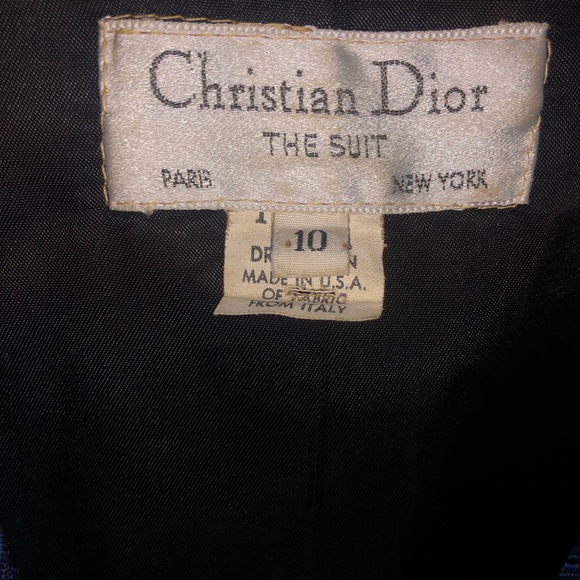 Christian Dior
THE SUIT
PARIS NEW YORK
10
MADE IN U.S.A.
OF FABRIC
FROM ITALY